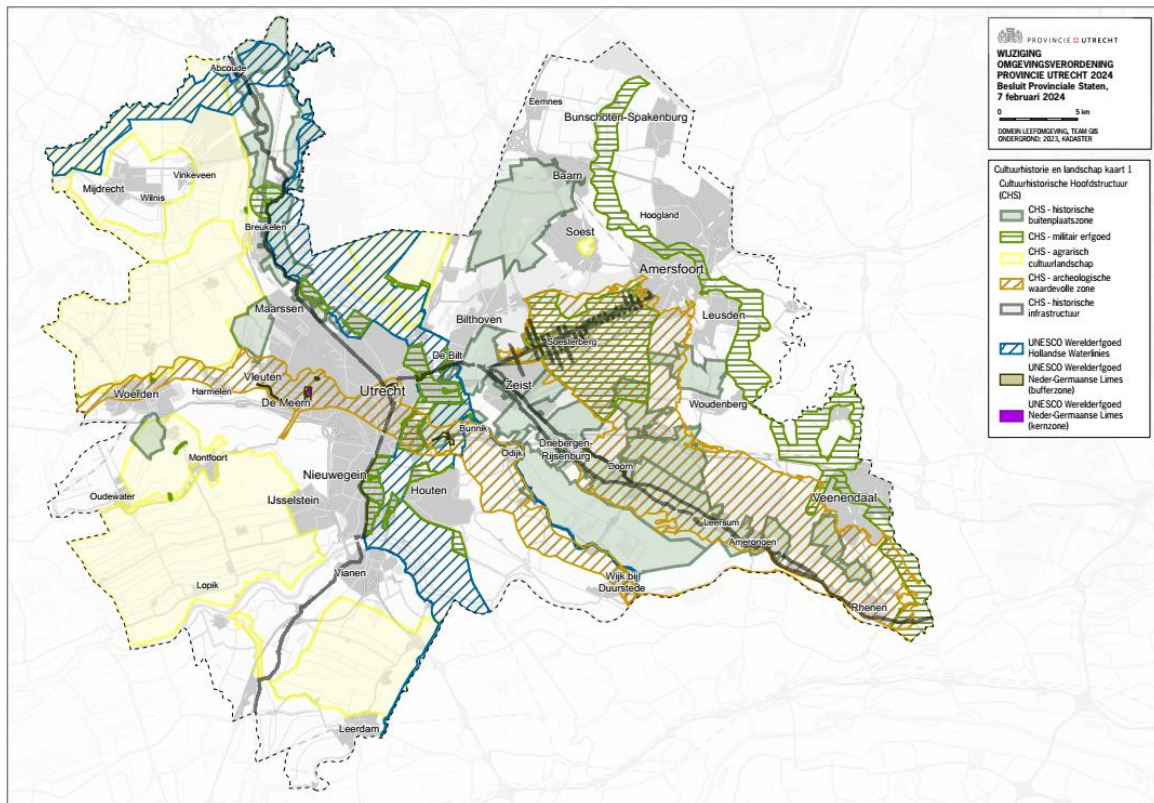 PROVINCIE UTRECHT
WIJZIGING
OMGEVINGSVERORDENING
PROVINCIE UTRECHT 2024
Besluit Provinciale Staten,
7 februari 2024
0 5 km
DOMEIN LEEFOMGEVING, TEAM GIS
ONDERGROND: 2023, KADASTER
Cultuurhistorie en landschap kaart 1
Cultuurhistorische Hoofdstructuur
(CHS)
CHS - historische
buitenplaatszone
CHS - militair erfgoed
CHS - agrarisch
cultuurlandschap
CHS - archeologische
waardevolle zone
CHS - historische
infrastructuur
UNESCO Werelderfgoed
Hollandse Waterlinies
UNESCO Werelderfgoed
Neder-Germaanse Limes
(bufferzone)
UNESCO Werelderfgoed
Neder-Germaanse Limes
(kernzone)
Abcoude
Eemnes
Bunschoten-Spakenburg
Vinkeveen
Mijdrecht
Wilnis
Baarn
Hoogland
Breukelen
Soest
Amersfoort
Maarssen
Bilthoven
Leusden
Soesterberg
De Bilt
Vleuten
Utrecht
Zeist
Woerden
Harmelen
De Meern
Woudenberg
Bunnik
Driebergen-
Rijsenburg
Odijk
Montfoort
Nieuwegein
Doorn
Oudewater
IJsselstein
Houten
Veenendaal
Leersum
Amerongen
Vianen
Wijk bij
Duurstede
Lopik
Rhenen
Leerdam